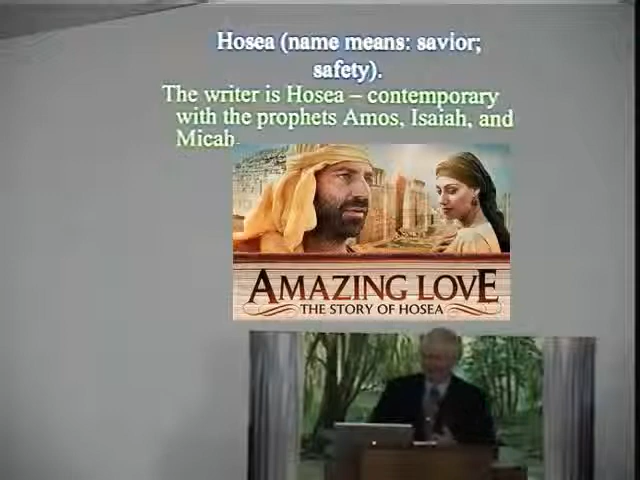 Hosea (name means: savior;
safety).
The writer is Hosea – contemporary
with the prophets Amos, Isaiah, and
Micah.
AMAZING LOVE
THE STORY OF HOSEA